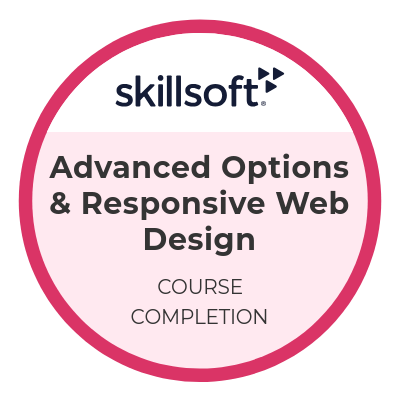 skillsoft®
Advanced Options
& Responsive Web
Design
COURSE
COMPLETION